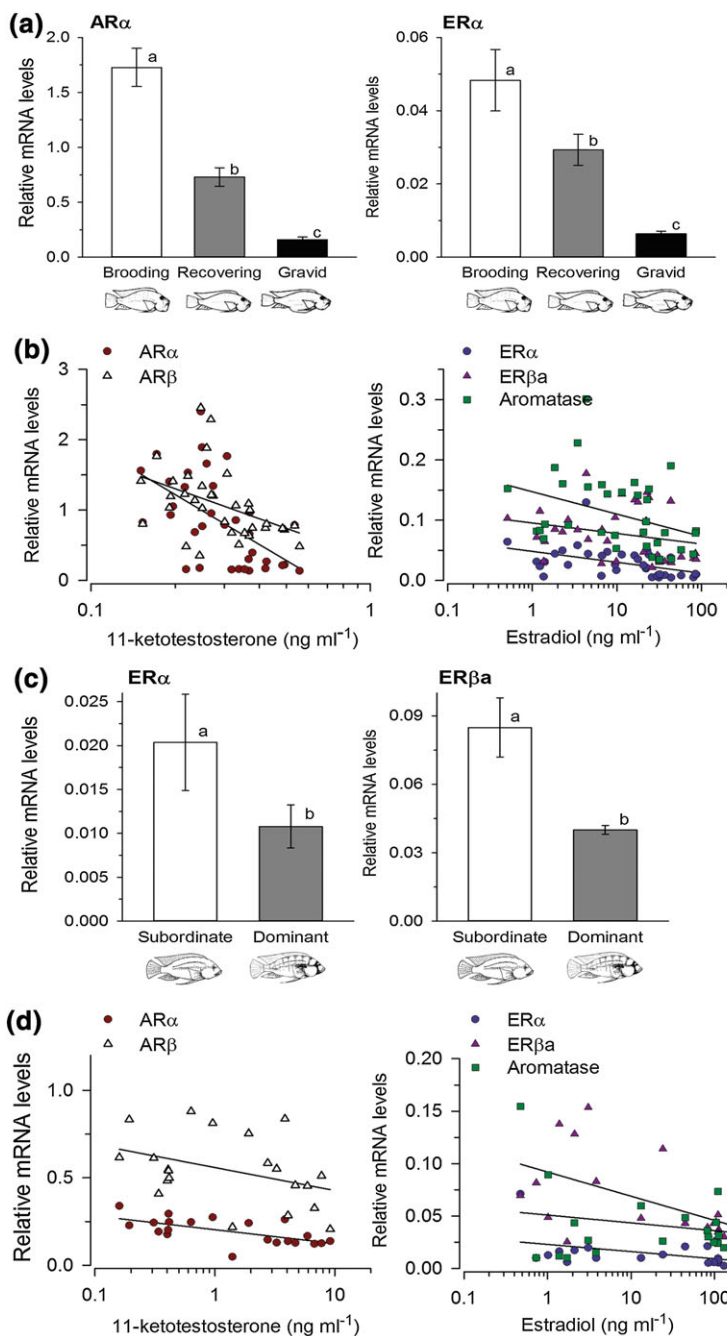 (a)
ARα
Relative mRNA levels
2.0
1.5
1.0
0.5
0.0
a
b
c
Brooding Recovering Gravid
ERα
Relative mRNA levels
0.06
0.04
0.02
0.00
a
b
c
Brooding Recovering Gravid
(b)
ARα
ARβ
Relative mRNA levels
3
2
1
0
0.1 1
11-ketotestosterone (ng ml⁻¹)
ERα
ERβa
Aromatase
Relative mRNA levels
0.3
0.2
0.1
0.0
0.1 1 10 100
Estradiol (ng ml⁻¹)
(c)
ERα
Relative mRNA levels
0.025
0.020
0.015
0.010
0.005
0.000
a
b
Subordinate Dominant
ERβa
Relative mRNA levels
0.09
0.06
0.03
0.00
a
b
Subordinate Dominant
(d)
ARα
ARβ
Relative mRNA levels
1.0
0.5
0.0
0.1 1 10
11-ketotestosterone (ng ml⁻¹)
ERα
ERβa
Aromatase
Relative mRNA levels
0.20
0.15
0.10
0.05
0.00
0.1 1 10 100
Estradiol (ng ml⁻¹)